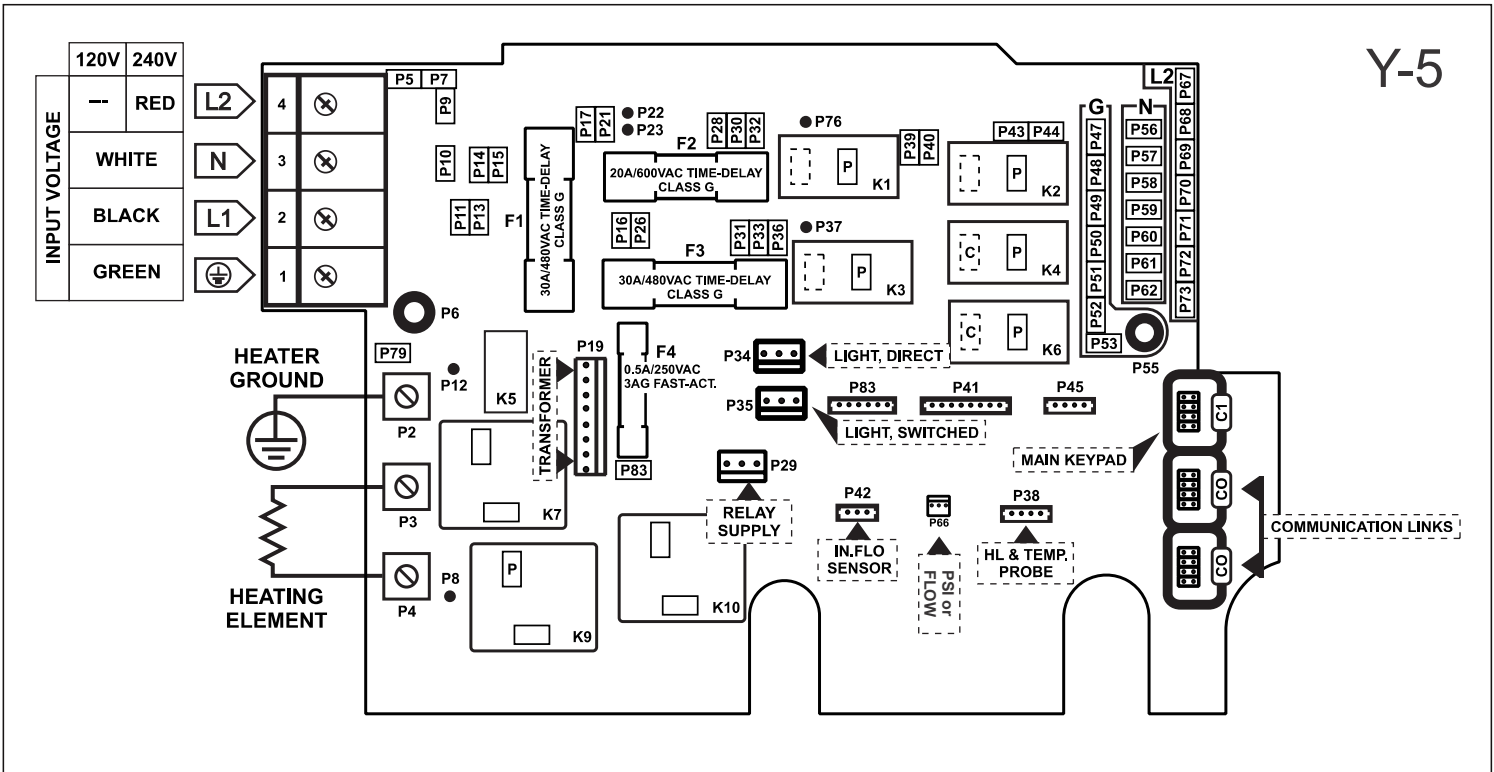 Y-5
120V 240V
INPUT VOLTAGE
--- RED L2 4
WHITE N 3
BLACK L1 2
GREEN 1
P5 P7
P9
P10
P14 P15
P11 P13
P6
F1
30A/480VAC TIME-DELAY
CLASS G
P17 P21
P22
P23
F2
20A/600VAC TIME-DELAY
CLASS G
P28 P30 P32
P16 P26
F3
30A/480VAC TIME-DELAY
CLASS G
P31 P33 P36
P76
P K1
P39 P40
P37
P K3
P43 P44
P K2
C P K4
C P K6
G
P47
P48
P49
P50
P51
P52
P53
N
P56
P57
P58
P59
P60
P61
P62
L2
P67
P68
P69
P70
P71
P72
P73
P55
HEATER
GROUND
P79
P12
P2
P3
P4
P8
HEATING
ELEMENT
K5
K7
P K9
K10
P19
TRANSFORMER
F4
0.5A/250VAC
3AG FAST-ACT.
P83
P34
LIGHT, DIRECT
P35
LIGHT, SWITCHED
P83
P41
P45
P29
RELAY
SUPPLY
P42
IN.FLO
SENSOR
P66
PSI or
FLOW
P38
HL & TEMP.
PROBE
MAIN KEYPAD
C1
CO
CO
COMMUNICATION LINKS